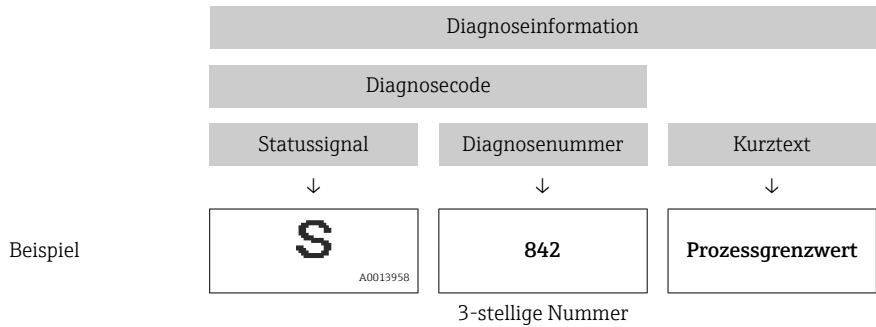 Diagnoseinformation
Diagnosecode
Statussignal Diagnosenummer Kurztext
↓ ↓ ↓
Beispiel S 842 Prozessgrenzwert
A0013958
3-stellige Nummer